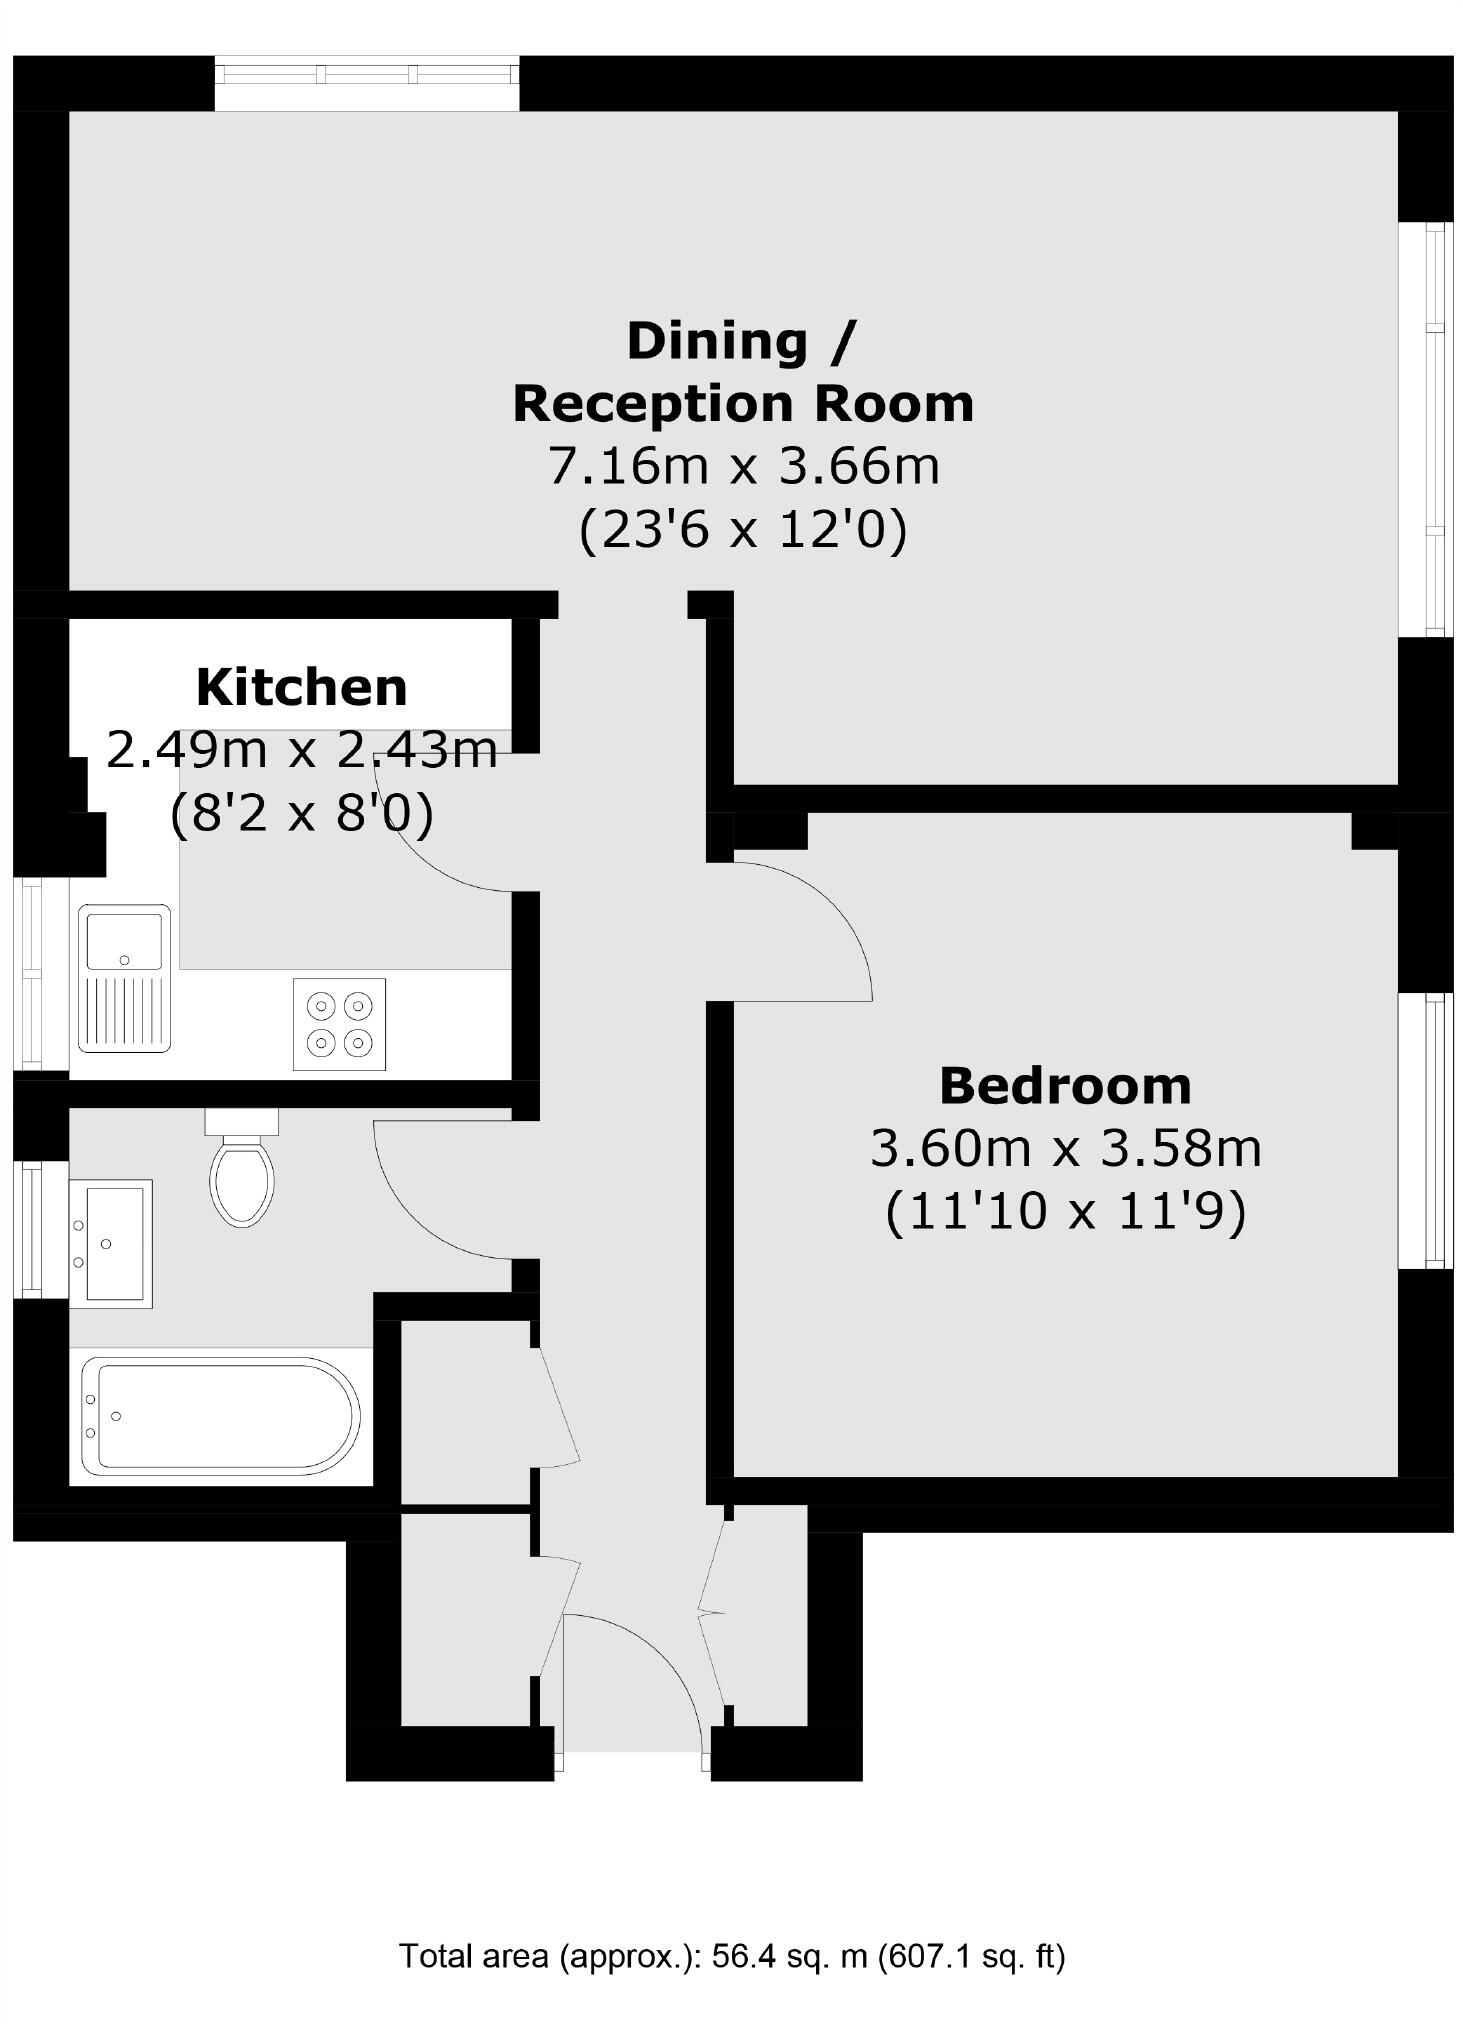 Dining /
Reception Room
7.16m x 3.66m
(23'6 x 12'0)
Kitchen
2.49m x 2.43m
(8'2 x 8'0)
Bedroom
3.60m x 3.58m
(11'10 x 11'9)
Total area (approx.): 56.4 sq. m (607.1 sq. ft)